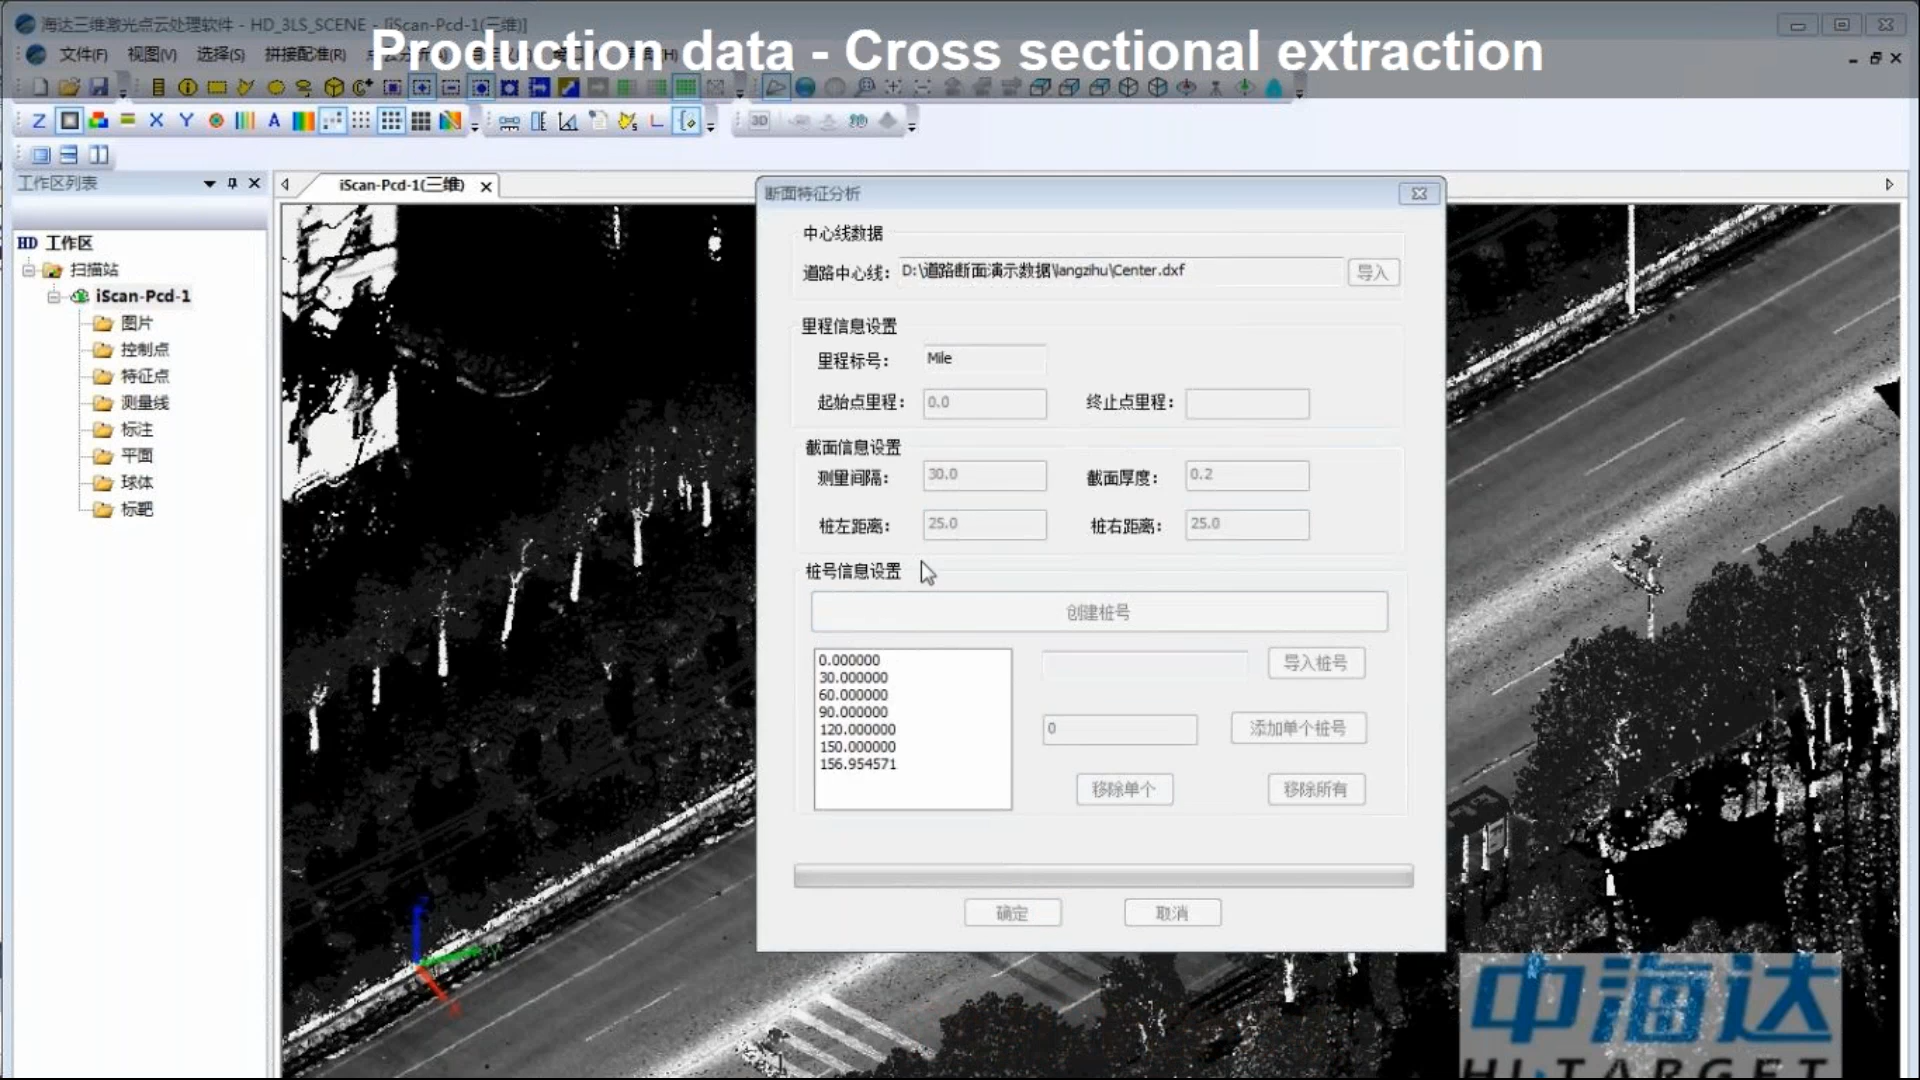 海达三维激光点云处理软件 - HD_3LS_SCENE - [iScan-Pcd-1(三维)]
Production data - Cross sectional extraction
文件(F) 视图(V) 选择(S) 拼接配准(R)
工作区列表
iScan-Pcd-1(三维)
HD 工作区
扫描站
iScan-Pcd-1
图片
控制点
特征点
测量线
标注
平面
球体
标靶
断面特征分析
中心线数据
道路中心线: D:\道路断面演示数据\langzihu\Center.dxf 导入
里程信息设置
里程标号: Mile
起始点里程: 0.0 终止点里程:
截面信息设置
测量间隔: 30.0 截面厚度: 0.2
桩左距离: 25.0 桩右距离: 25.0
桩号信息设置
创建桩号
0.000000
30.000000
60.000000
90.000000
120.000000
150.000000
156.954571
导入桩号
0 添加单个桩号
移除单个 移除所有
确定 取消
中海达
HI-TARGET